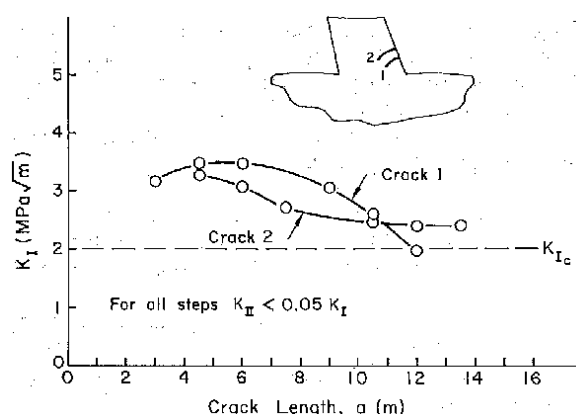 5
4
3
2
1
0
K_I (MPa√m)
2
1
Crack 1
Crack 2
K_Ic
For all steps K_II < 0.05 K_I
0 2 4 6 8 10 12 14 16
Crack Length, a (m)